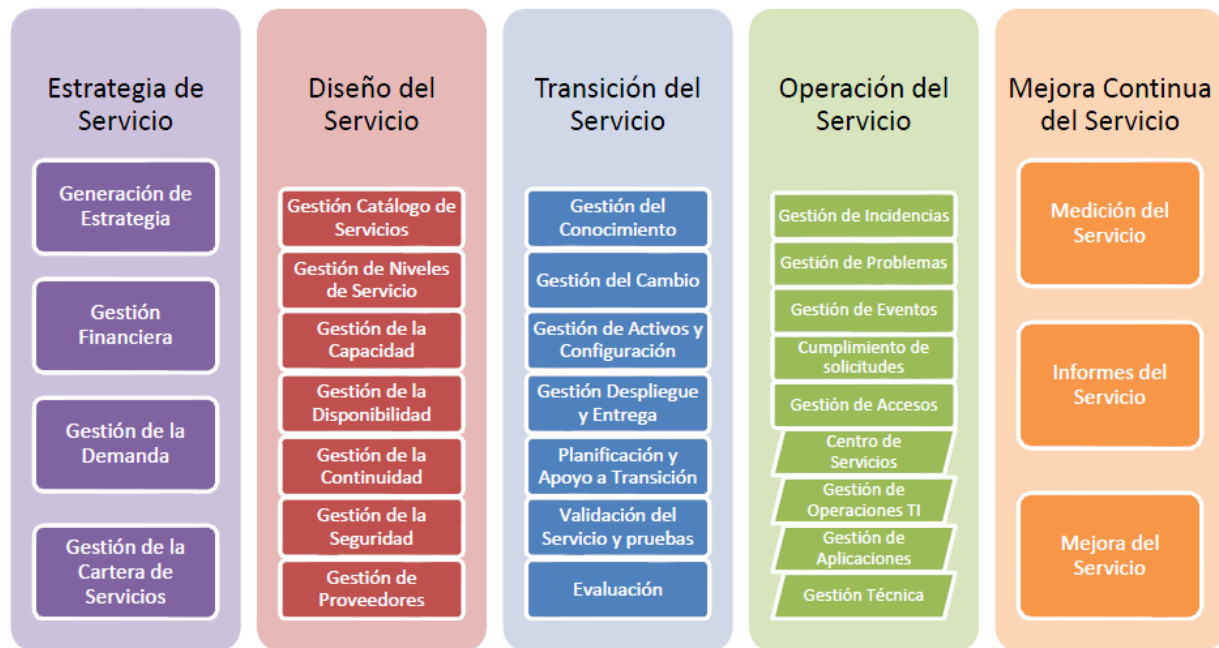 Estrategia de
Servicio
Generación de
Estrategia
Gestión
Financiera
Gestión de la
Demanda
Gestión de la
Cartera de
Servicios
Diseño del
Servicio
Gestión Catálogo de
Servicios
Gestión de Niveles
de Servicio
Gestión de la
Capacidad
Gestión de la
Disponibilidad
Gestión de la
Continuidad
Gestión de la
Seguridad
Gestión de
Proveedores
Transición del
Servicio
Gestión del
Conocimiento
Gestión del Cambio
Gestión de Activos y
Configuración
Gestión Despliegue
y Entrega
Planificación y
Apoyo a Transición
Validación del
Servicio y pruebas
Evaluación
Operación del
Servicio
Gestión de Incidencias
Gestión de Problemas
Gestión de Eventos
Cumplimiento de
solicitudes
Gestión de Accesos
Centro de
Servicios
Gestión de
Operaciones TI
Gestión de
Aplicaciones
Gestión Técnica
Mejora Continua
del Servicio
Medición del
Servicio
Informes del
Servicio
Mejora del
Servicio